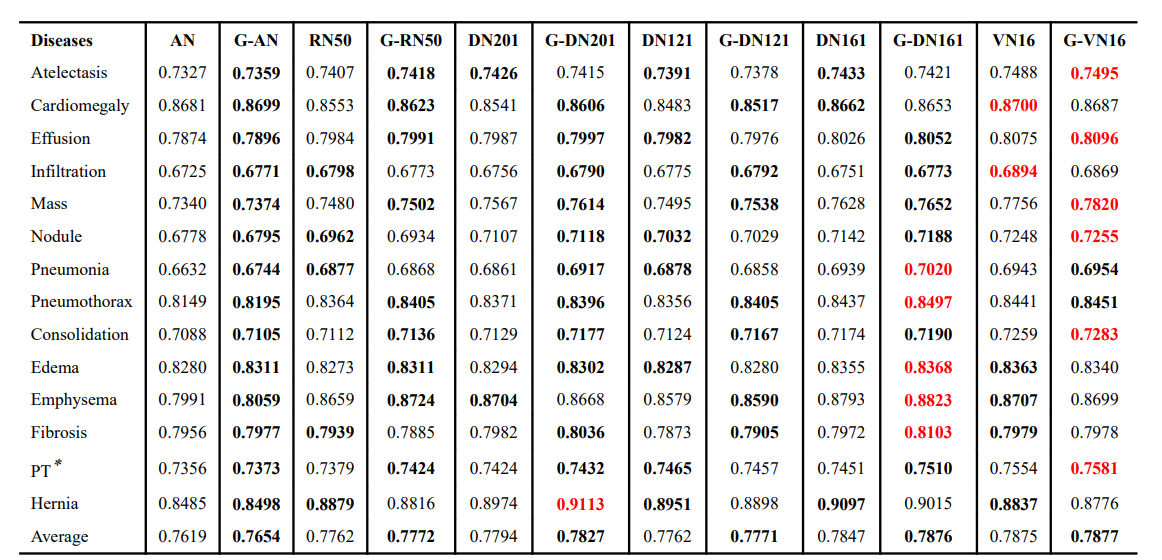 Diseases AN G-AN RN50 G-RN50 DN201 G-DN201 DN121 G-DN121 DN161 G-DN161 VN16 G-VN16
Atelectasis 0.7327 0.7359 0.7407 0.7418 0.7426 0.7415 0.7391 0.7378 0.7433 0.7421 0.7488 0.7495
Cardiomegaly 0.8681 0.8699 0.8553 0.8623 0.8541 0.8606 0.8483 0.8517 0.8662 0.8653 0.8700 0.8687
Effusion 0.7874 0.7896 0.7984 0.7991 0.7987 0.7997 0.7982 0.7976 0.8026 0.8052 0.8075 0.8096
Infiltration 0.6725 0.6771 0.6798 0.6773 0.6756 0.6790 0.6775 0.6792 0.6751 0.6773 0.6894 0.6869
Mass 0.7340 0.7374 0.7480 0.7502 0.7567 0.7614 0.7495 0.7538 0.7628 0.7652 0.7756 0.7820
Nodule 0.6778 0.6795 0.6962 0.6934 0.7107 0.7118 0.7032 0.7029 0.7142 0.7188 0.7248 0.7255
Pneumonia 0.6632 0.6744 0.6877 0.6868 0.6861 0.6917 0.6878 0.6858 0.6939 0.7020 0.6943 0.6954
Pneumothorax 0.8149 0.8195 0.8364 0.8405 0.8371 0.8396 0.8356 0.8405 0.8437 0.8497 0.8441 0.8451
Consolidation 0.7088 0.7105 0.7112 0.7136 0.7129 0.7177 0.7124 0.7167 0.7174 0.7190 0.7259 0.7283
Edema 0.8280 0.8311 0.8273 0.8311 0.8294 0.8302 0.8287 0.8280 0.8355 0.8368 0.8363 0.8340
Emphysema 0.7991 0.8059 0.8659 0.8724 0.8704 0.8668 0.8579 0.8590 0.8793 0.8823 0.8707 0.8699
Fibrosis 0.7956 0.7977 0.7939 0.7885 0.7982 0.8036 0.7873 0.7905 0.7972 0.8103 0.7979 0.7978
PT* 0.7356 0.7373 0.7379 0.7424 0.7424 0.7432 0.7465 0.7457 0.7451 0.7510 0.7554 0.7581
Hernia 0.8485 0.8498 0.8879 0.8816 0.8974 0.9113 0.8951 0.8898 0.9097 0.9015 0.8837 0.8776
Average 0.7619 0.7654 0.7762 0.7772 0.7794 0.7827 0.7762 0.7771 0.7847 0.7876 0.7875 0.7877